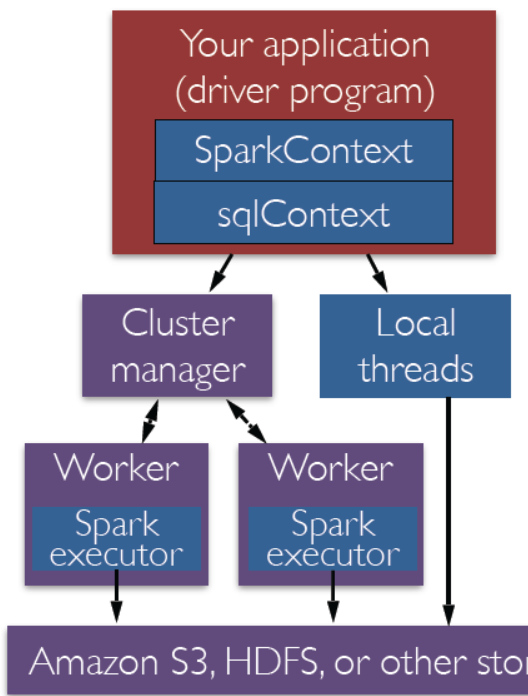 Your application
(driver program)
SparkContext
sqlContext
Cluster
manager
Local
threads
Worker
Spark
executor
Worker
Spark
executor
Amazon S3, HDFS, or other stor